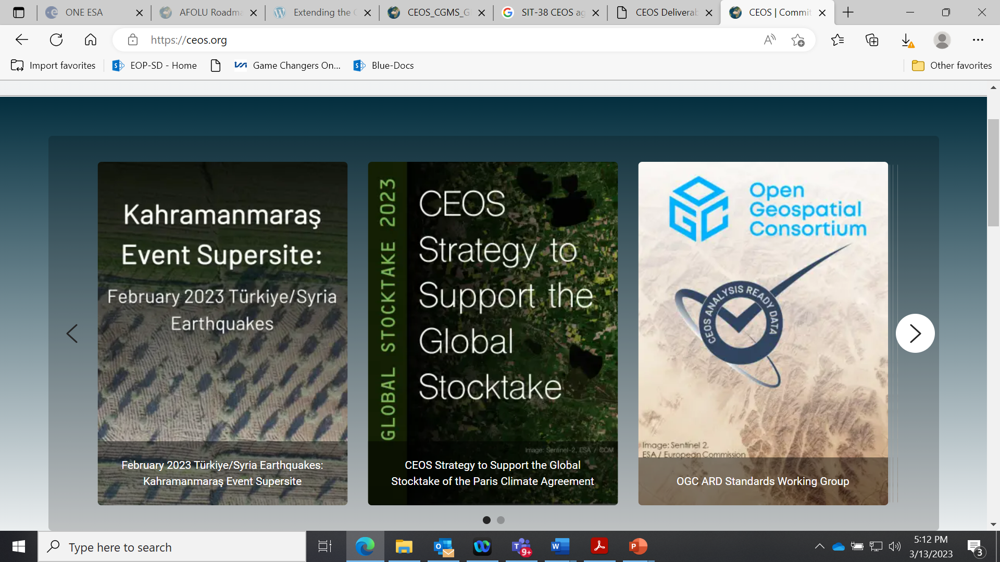 ONE ESA
AFOLU Roadma
Extending the
CEOS_CGMS_G
SIT-38 CEOS ag
CEOS Deliverab
CEOS | Commit
https://ceos.org
Import favorites
EOP-SD - Home
Game Changers On...
Blue-Docs
Other favorites
Kahramanmaraş
Event Supersite:
February 2023 Türkiye/Syria
Earthquakes
February 2023 Türkiye/Syria Earthquakes:
Kahramanmaraş Event Supersite
GLOBAL STOCKTAKE 2023
CEOS
Strategy to
Support the
Global
Stocktake
Image: Sentinel-2, ESA / COM
CEOS Strategy to Support the Global
Stocktake of the Paris Climate Agreement
OGC
Open
Geospatial
Consortium
CEOS ANALYSIS READY DATA
Image: Sentinel 2.
ESA / European Commission
OGC ARD Standards Working Group
Type here to search
9+
5:12 PM
3/13/2023
3